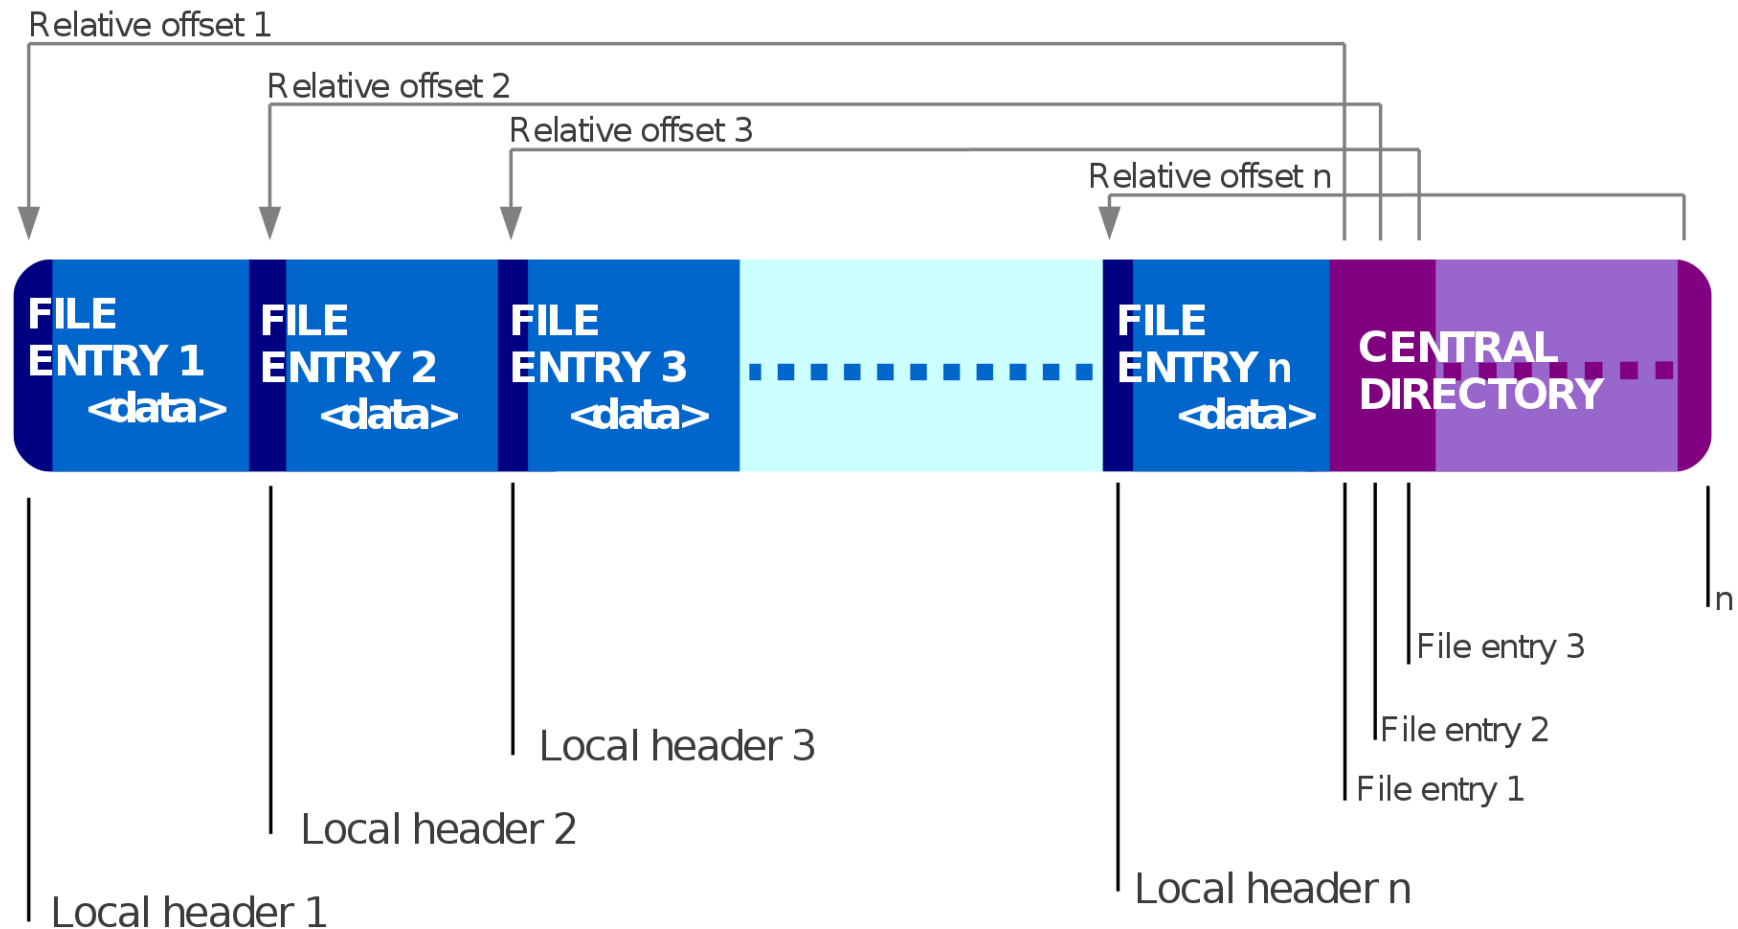 Relative offset 1
Relative offset 2
Relative offset 3
Relative offset n
FILE
ENTRY 1
<data>
FILE
ENTRY 2
<data>
FILE
ENTRY 3
<data>
FILE
ENTRY n
<data>
CENTRAL
DIRECTORY
n
File entry 3
File entry 2
File entry 1
Local header 3
Local header 2
Local header n
Local header 1